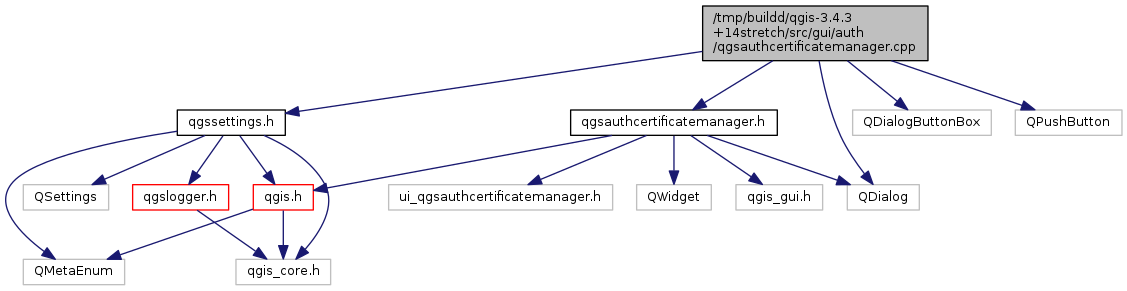 /tmp/buildd/qgis-3.4.3
+14stretch/src/gui/auth
/qgsauthcertificatemanager.cpp
qgssettings.h
qgsauthcertificatemanager.h
QDialogButtonBox
QPushButton
QSettings
qgslogger.h
qgis.h
ui_qgsauthcertificatemanager.h
QWidget
qgis_gui.h
QDialog
QMetaEnum
qgis_core.h